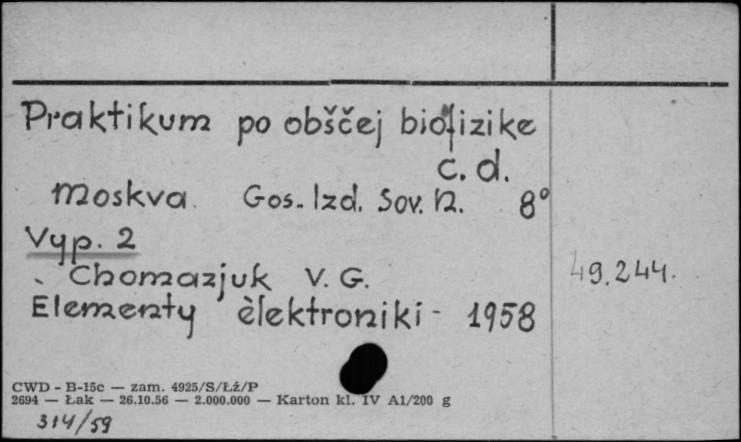 Praktikum po obščej biofizike
c. d.
Moskva. Gos. Izd. Sov. N. 8°
Vyp. 2
Chomazjuk V. G.
49.244.
Elementy èlektroniki - 1958
CWD - B-15c — zam. 4925/S/Łź/P
2694 — Łak — 26.10.56 — 2.000.000 — Karton kl. IV A1/200 g
314/59